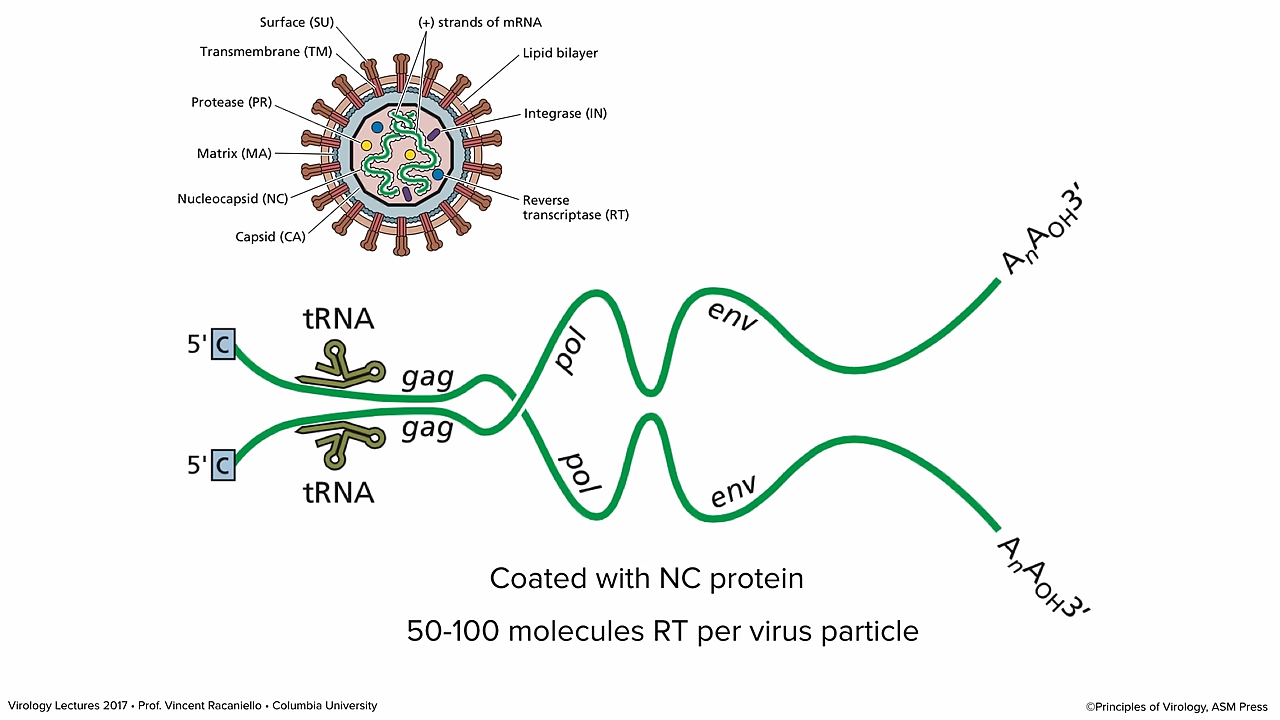 Surface (SU)
(+) strands of mRNA
Transmembrane (TM)
Lipid bilayer
Protease (PR)
Integrase (IN)
Matrix (MA)
Nucleocapsid (NC)
Reverse
transcriptase (RT)
Capsid (CA)
AnAOH3′
tRNA
5' C
gag
pol
env
gag
5' C
tRNA
pol
env
AnAOH3′
Coated with NC protein
50-100 molecules RT per virus particle
Virology Lectures 2017 • Prof. Vincent Racaniello • Columbia University
©Principles of Virology, ASM Press